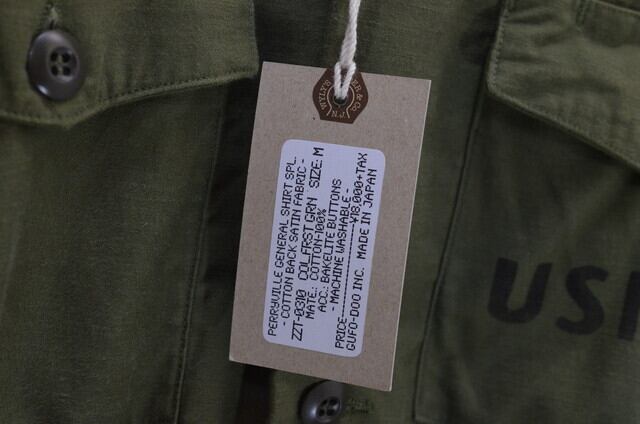 PERRYVILLE GENERAL SHIRT SPL.
- COTTON BACK SATIN FABRIC -
ZZT-0310 COL.FRST GRN SIZE: M
MATE.: COTTON-100%
ACC.: BAKELITE BUTTONS
- MACHINE WASHABLE -
PRICE---------------¥18,000+TAX
GUFO-DOO INC. MADE IN JAPAN